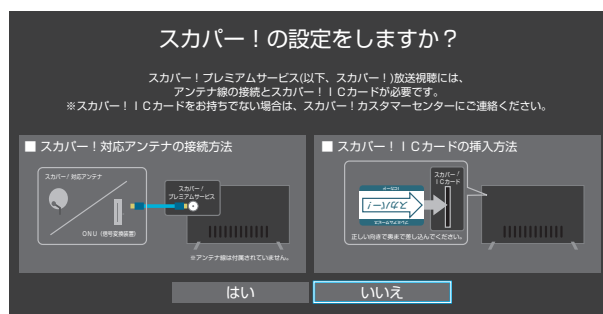 スカパー！の設定をしますか？
スカパー！プレミアムサービス(以下、スカパー！)放送視聴には、
アンテナ線の接続とスカパー！ＩＣカードが必要です。
※スカパー！ＩＣカードをお持ちでない場合は、スカパー！カスタマーセンターにご連絡ください。
■ スカパー！対応アンテナの接続方法
スカパー！対応アンテナ
ＯＮＵ（信号変換装置）
スカパー！
プレミアムサービス
※アンテナ線は付属されていません。
■ スカパー！ＩＣカードの挿入方法
スカパー！
ＩＣカード
スカパー！
正しい向きで奥まで差し込んでください。
はい
いいえ